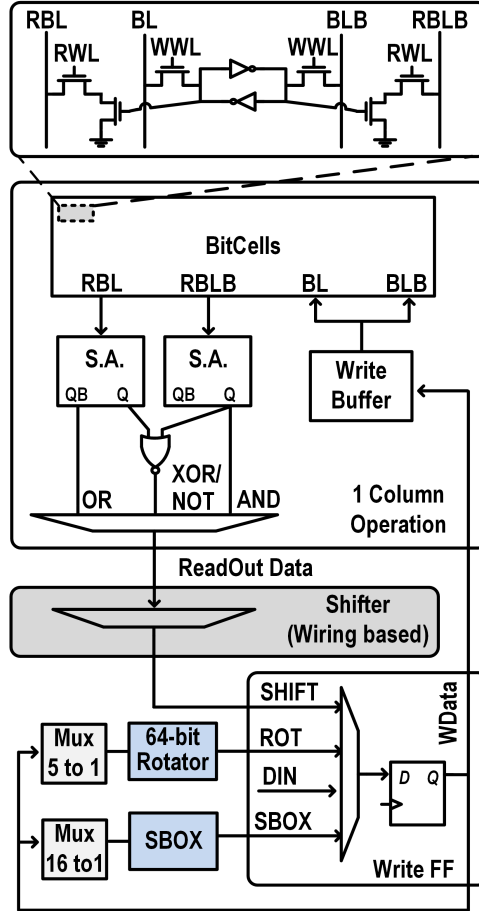 RBL BL BLB RBLB
RWL WWL WWL RWL
BitCells
RBL RBLB BL BLB
S.A. S.A.
QB Q QB Q
Write
Buffer
XOR/
OR NOT AND
1 Column
Operation
ReadOut Data
Shifter
(Wiring based)
SHIFT
WData
Mux
5 to 1
64-bit
Rotator
ROT
DIN
D Q
Mux
16 to1
SBOX
SBOX
Write FF